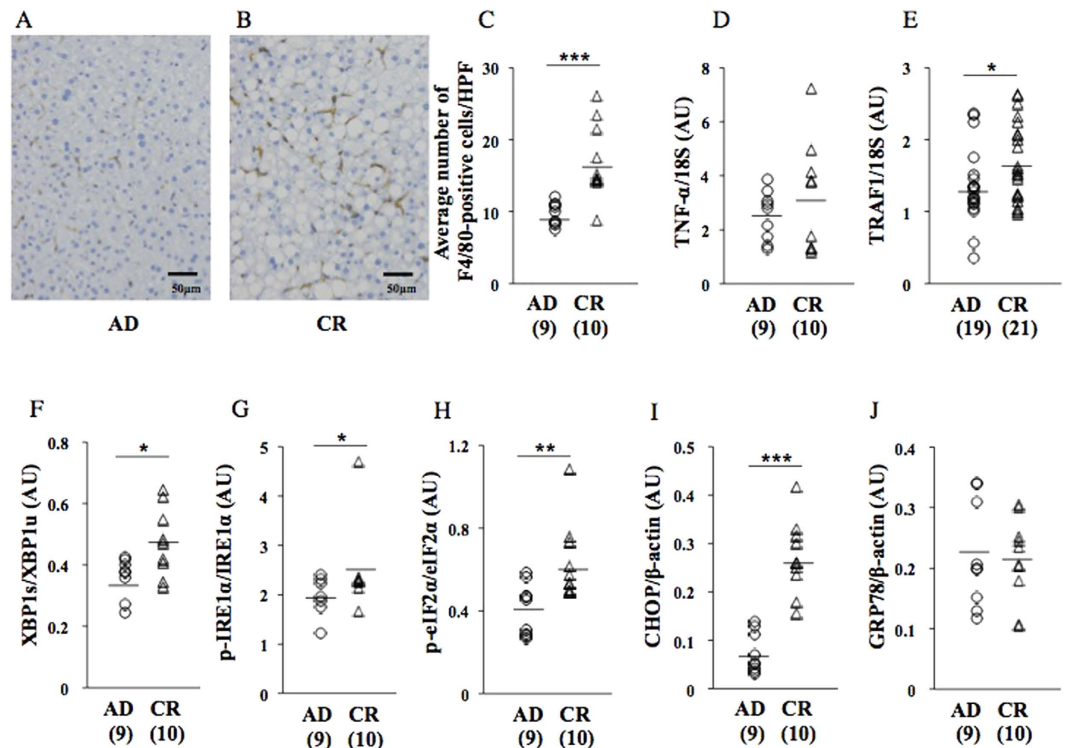 A
B
C
D
E
50µm
AD
50µm
CR
Average number of
F4/80-positive cells/HPF
30
20
10
0
***
AD CR
(9) (10)
TNF-α/18S (AU)
8
6
4
2
0
AD CR
(9) (10)
TRAF1/18S (AU)
3
2
1
0
*
AD CR
(19) (21)
F
G
H
I
J
XBP1s/XBP1u (AU)
0.8
0.6
0.4
0.6
0
*
AD CR
(9) (10)
p-IRE1α/IRE1α (AU)
5
4
3
2
1
0
*
AD CR
(9) (10)
p-eIF2α/eIF2α (AU)
1.2
0.8
0.4
0
**
AD CR
(9) (10)
CHOP/β-actin (AU)
0.5
0.4
0.3
0.2
0.1
0
***
AD CR
(9) (10)
GRP78/β-actin (AU)
0.4
0.3
0.2
0.1
0
AD CR
(9) (10)